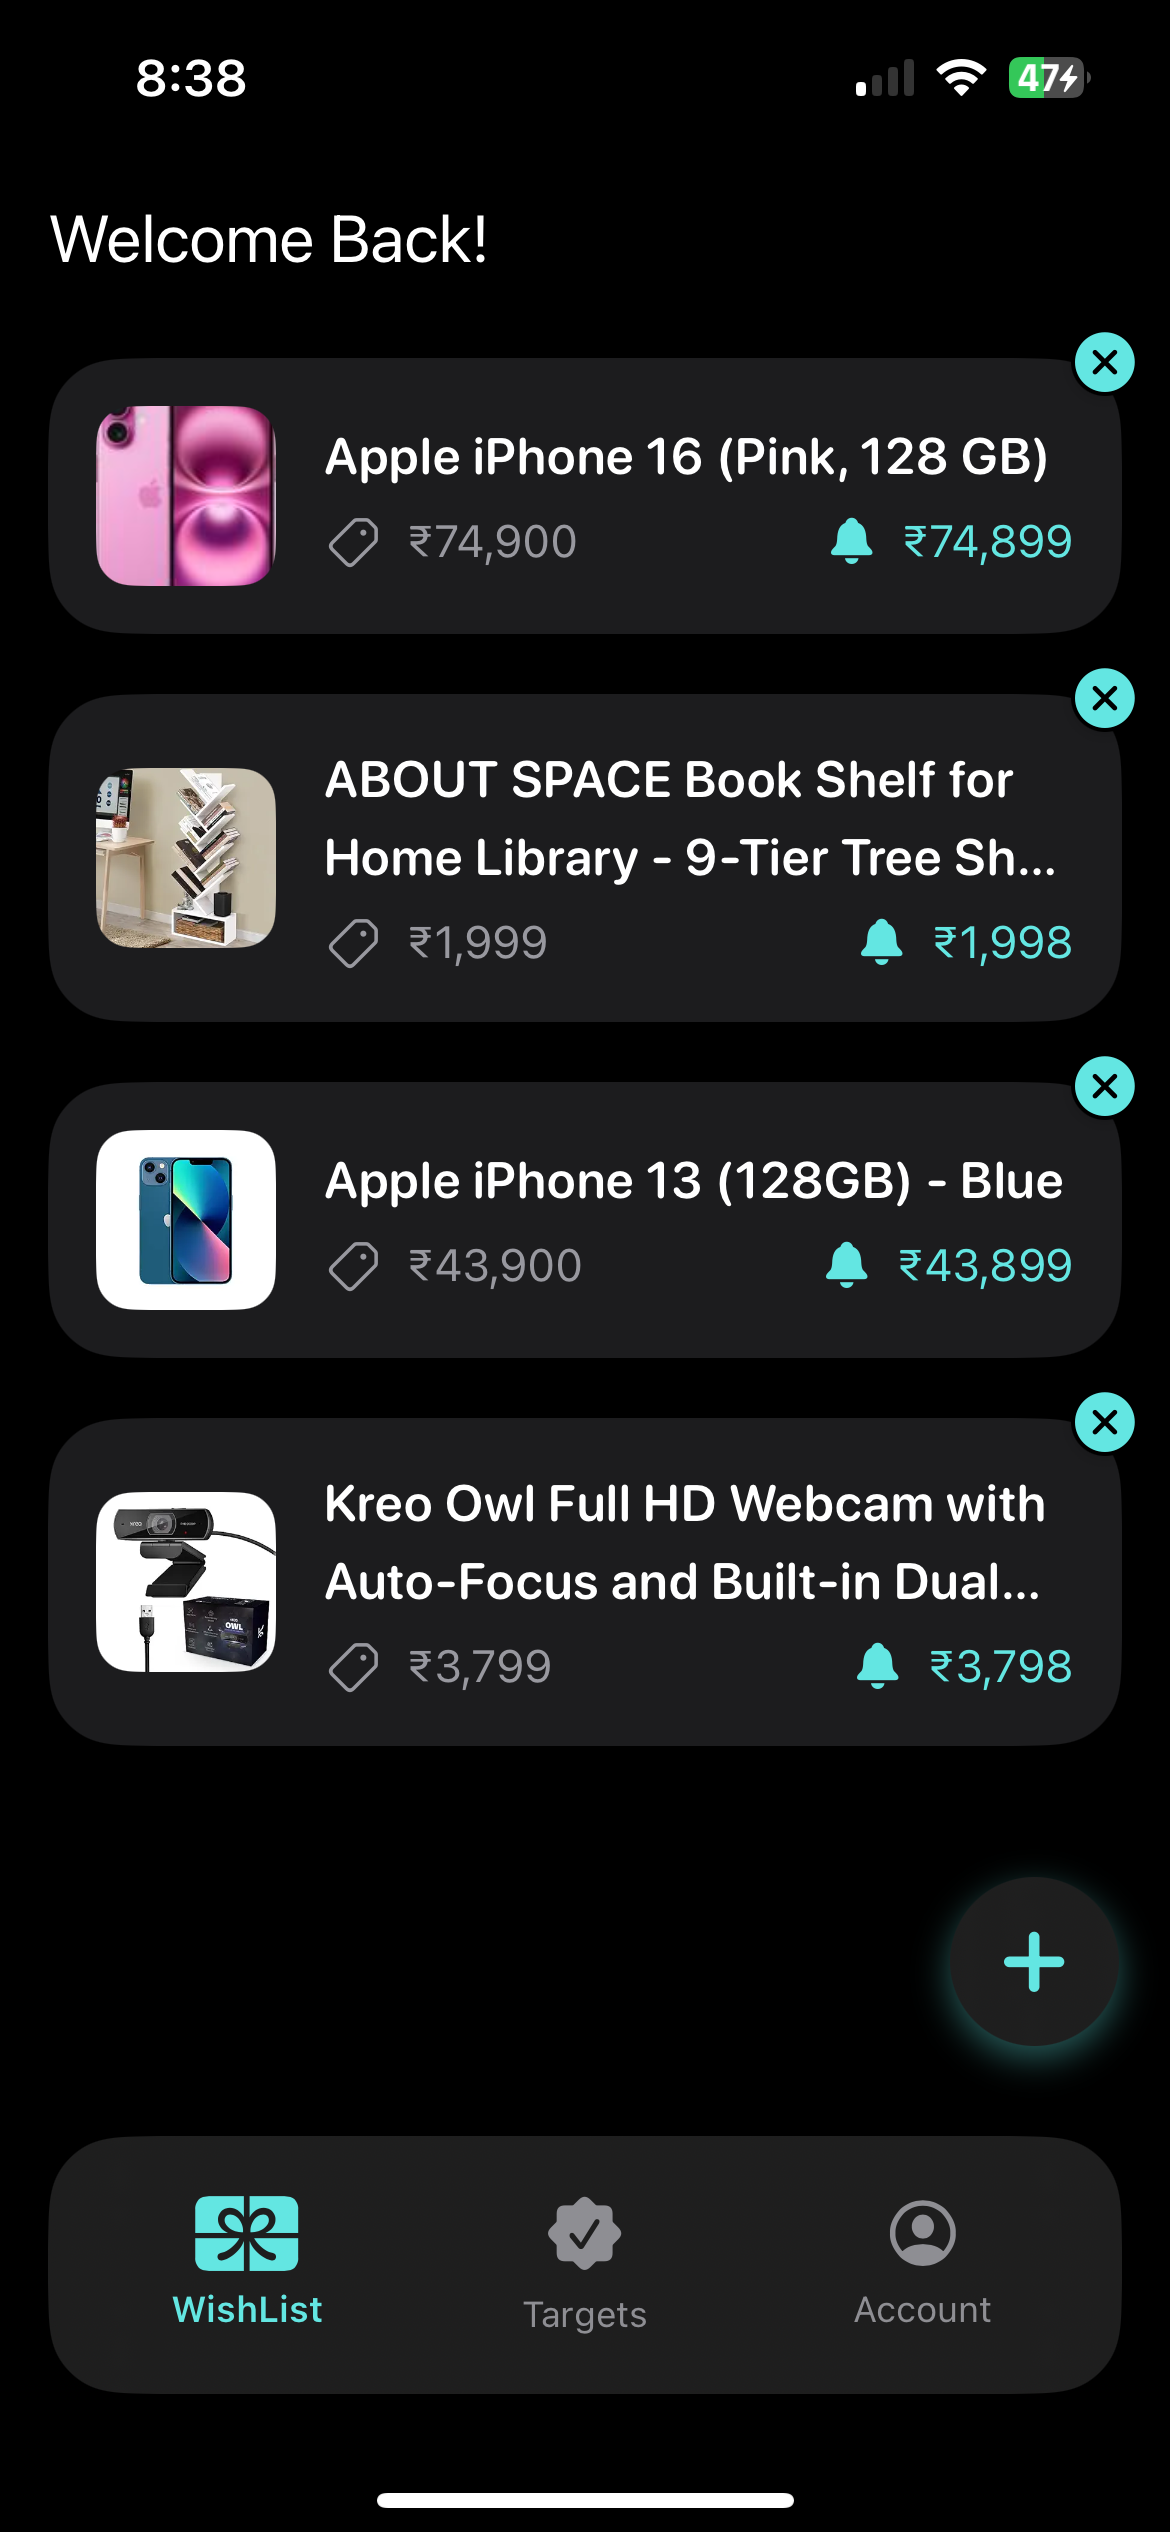 8:38
47
Welcome Back!
Apple iPhone 16 (Pink, 128 GB)
₹74,900
₹74,899
ABOUT SPACE Book Shelf for
Home Library - 9-Tier Tree Sh...
₹1,999
₹1,998
Apple iPhone 13 (128GB) - Blue
₹43,900
₹43,899
Kreo Owl Full HD Webcam with
Auto-Focus and Built-in Dual...
OWL
₹3,799
₹3,798
WishList
Targets
Account